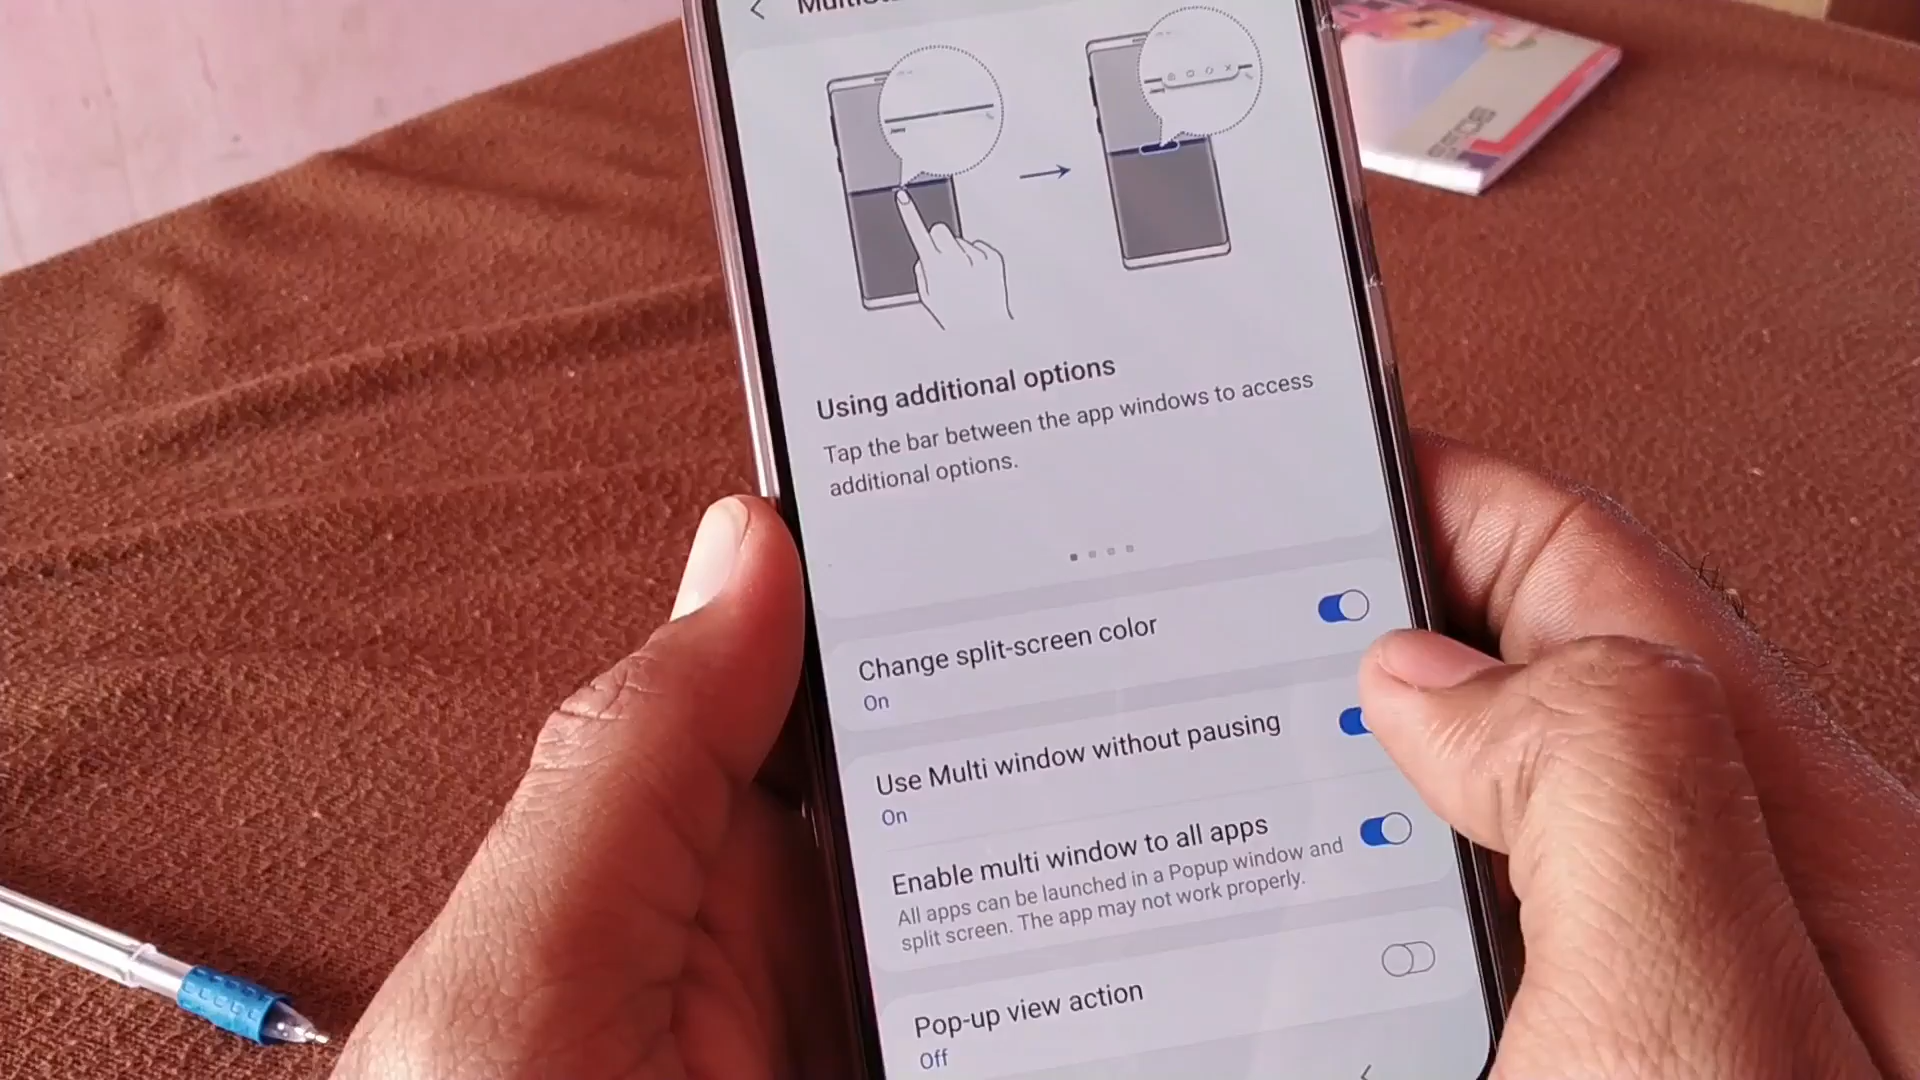 Using additional options
Tap the bar between the app windows to access
additional options.
Change split-screen color
On
Use Multi window without pausing
On
Enable multi window to all apps
All apps can be launched in a Popup window and
split screen. The app may not work properly.
Pop-up view action
Off